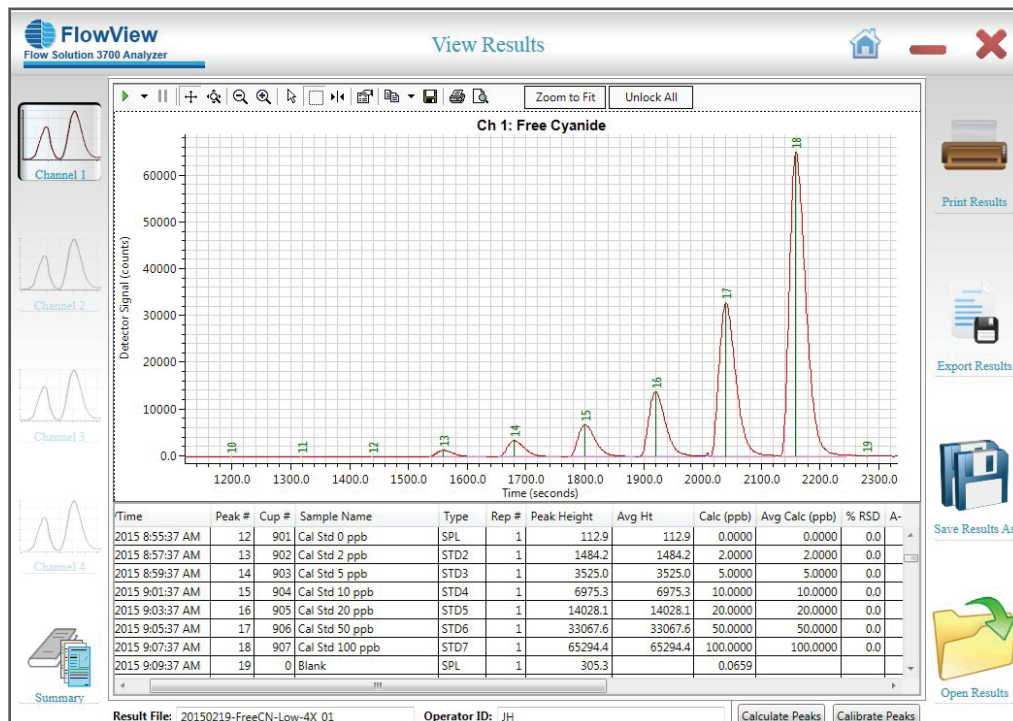 FlowView
Flow Solution 3700 Analyzer
View Results
Zoom to Fit
Unlock All
Channel 1
Channel 2
Channel 3
Channel 4
Summary
Ch 1: Free Cyanide
Detector Signal (counts)
60000
50000
40000
30000
20000
10000
0.0
10
11
12
13
14
15
16
17
18
19
1200.0 1300.0 1400.0 1500.0 1600.0 1700.0 1800.0 1900.0 2000.0 2100.0 2200.0 2300.0
Time (seconds)
/Time Peak # Cup # Sample Name Type Rep # Peak Height Avg Ht Calc (ppb) Avg Calc (ppb) % RSD A-
2015 8:55:37 AM 12 901 Cal Std 0 ppb SPL 1 112.9 112.9 0.0000 0.0000 0.0
2015 8:57:37 AM 13 902 Cal Std 2 ppb STD2 1 1484.2 1484.2 2.0000 2.0000 0.0
2015 8:59:37 AM 14 903 Cal Std 5 ppb STD3 1 3525.0 3525.0 5.0000 5.0000 0.0
2015 9:01:37 AM 15 904 Cal Std 10 ppb STD4 1 6975.3 6975.3 10.0000 10.0000 0.0
2015 9:03:37 AM 16 905 Cal Std 20 ppb STD5 1 14028.1 14028.1 20.0000 20.0000 0.0
2015 9:05:37 AM 17 906 Cal Std 50 ppb STD6 1 33067.6 33067.6 50.0000 50.0000 0.0
2015 9:07:37 AM 18 907 Cal Std 100 ppb STD7 1 65294.4 65294.4 100.0000 100.0000 0.0
2015 9:09:37 AM 19 0 Blank SPL 1 305.3 0.0659
Result File: 20150219-FreeCN-Low-4X_01 Operator ID: JH Calculate Peaks Calibrate Peaks
Print Results
Export Results
Save Results As
Open Results